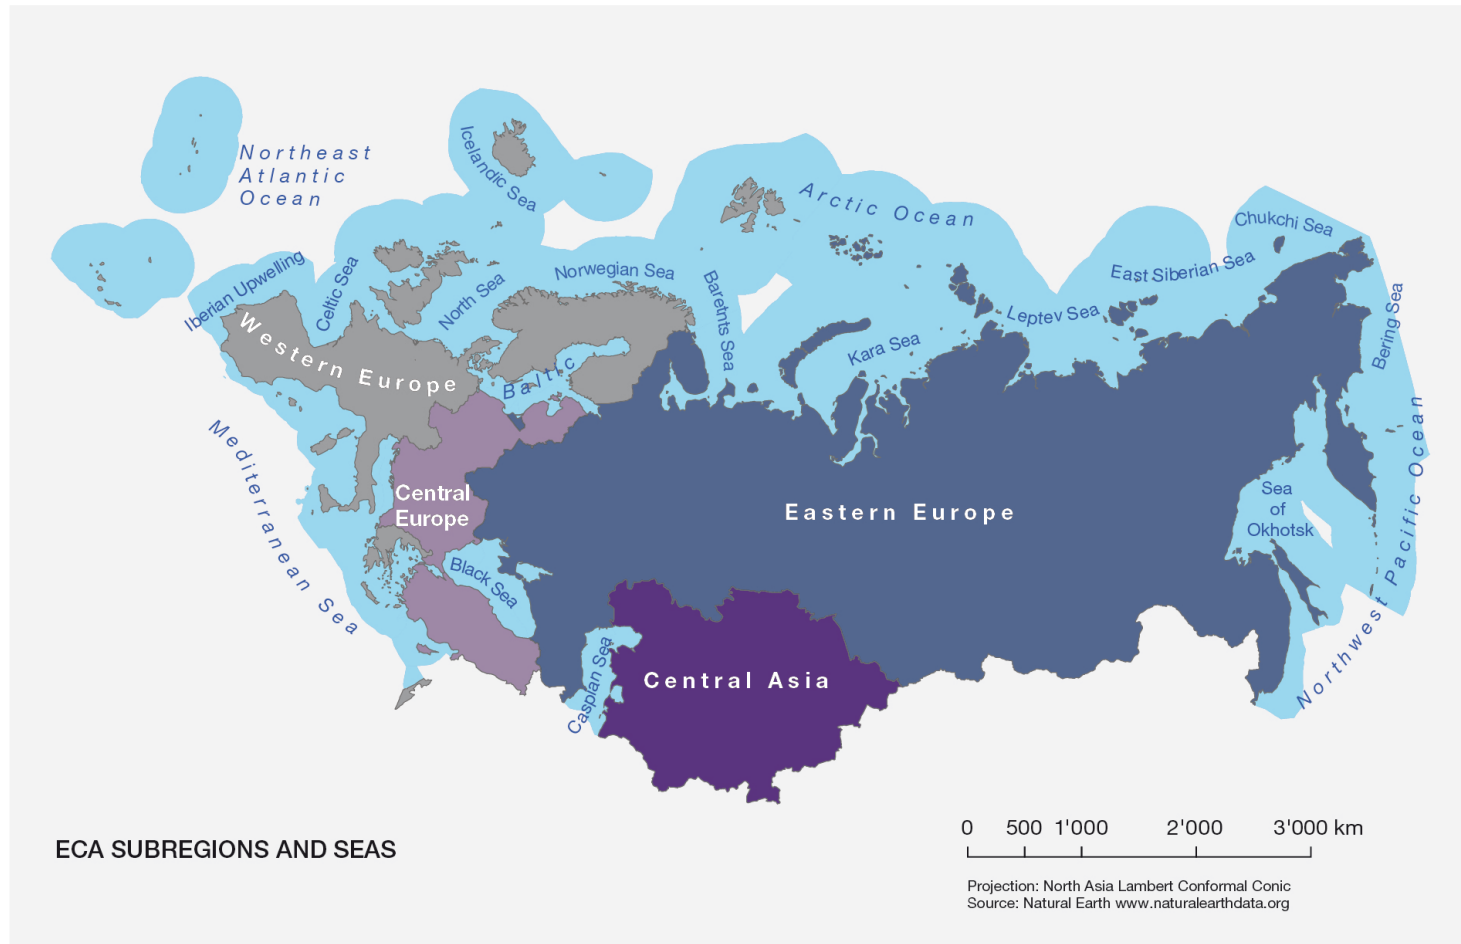 Northeast
Atlantic
Ocean
Icelandic Sea
Arctic Ocean
Chukchi Sea
Iberian Upwelling
Celtic Sea
North Sea
Norwegian Sea
Baretnts Sea
Kara Sea
Leptev Sea
East Siberian Sea
Bering Sea
Western Europe
Baltic
Mediterranean Sea
Central
Europe
Eastern Europe
Sea
of
Okhotsk
Northwest Pacific Ocean
Black Sea
Caspian Sea
Central Asia
ECA SUBREGIONS AND SEAS
0 500 1'000 2'000 3'000 km
Projection: North Asia Lambert Conformal Conic
Source: Natural Earth www.naturalearthdata.org